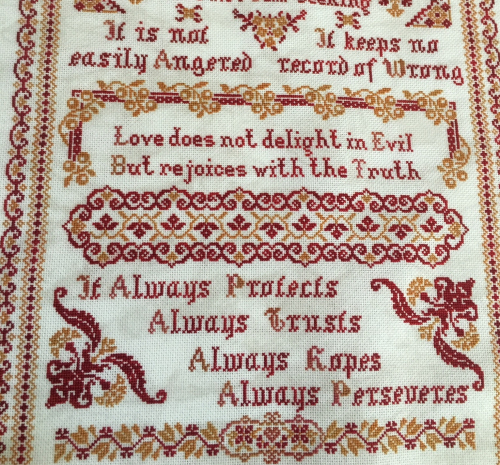 Seeking
It is not It keeps no
easily Angered record of Wrong
Love does not delight in Evil
But rejoices with the Truth
It Always Protects
Always Trusts
Always Hopes
Always Perseveres